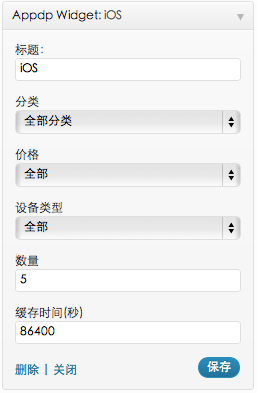 Appdp Widget: iOS
标题:
iOS
分类
全部分类
价格
全部
设备类型
全部
数量
5
缓存时间(秒)
86400
删除 | 关闭
保存